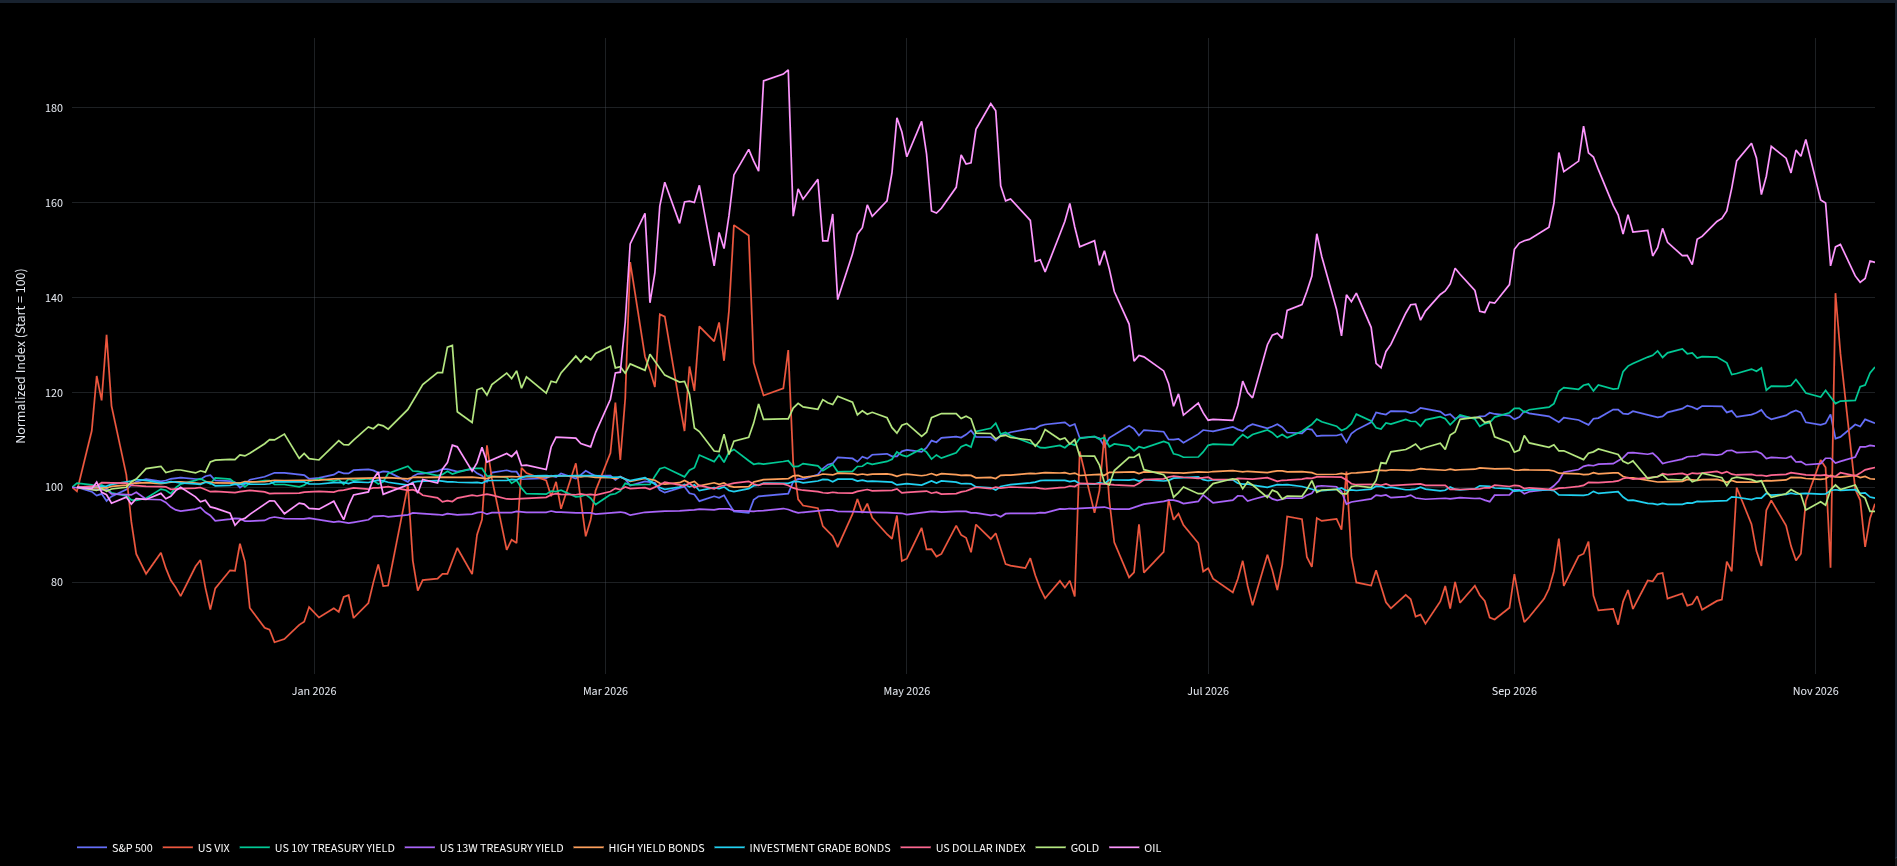 180
160
140
120
100
80
Normalized Index (Start = 100)
Jan 2026 Mar 2026 May 2026 Jul 2026 Sep 2026 Nov 2026
S&P 500 US VIX US 10Y TREASURY YIELD US 13W TREASURY YIELD HIGH YIELD BONDS INVESTMENT GRADE BONDS US DOLLAR INDEX GOLD OIL